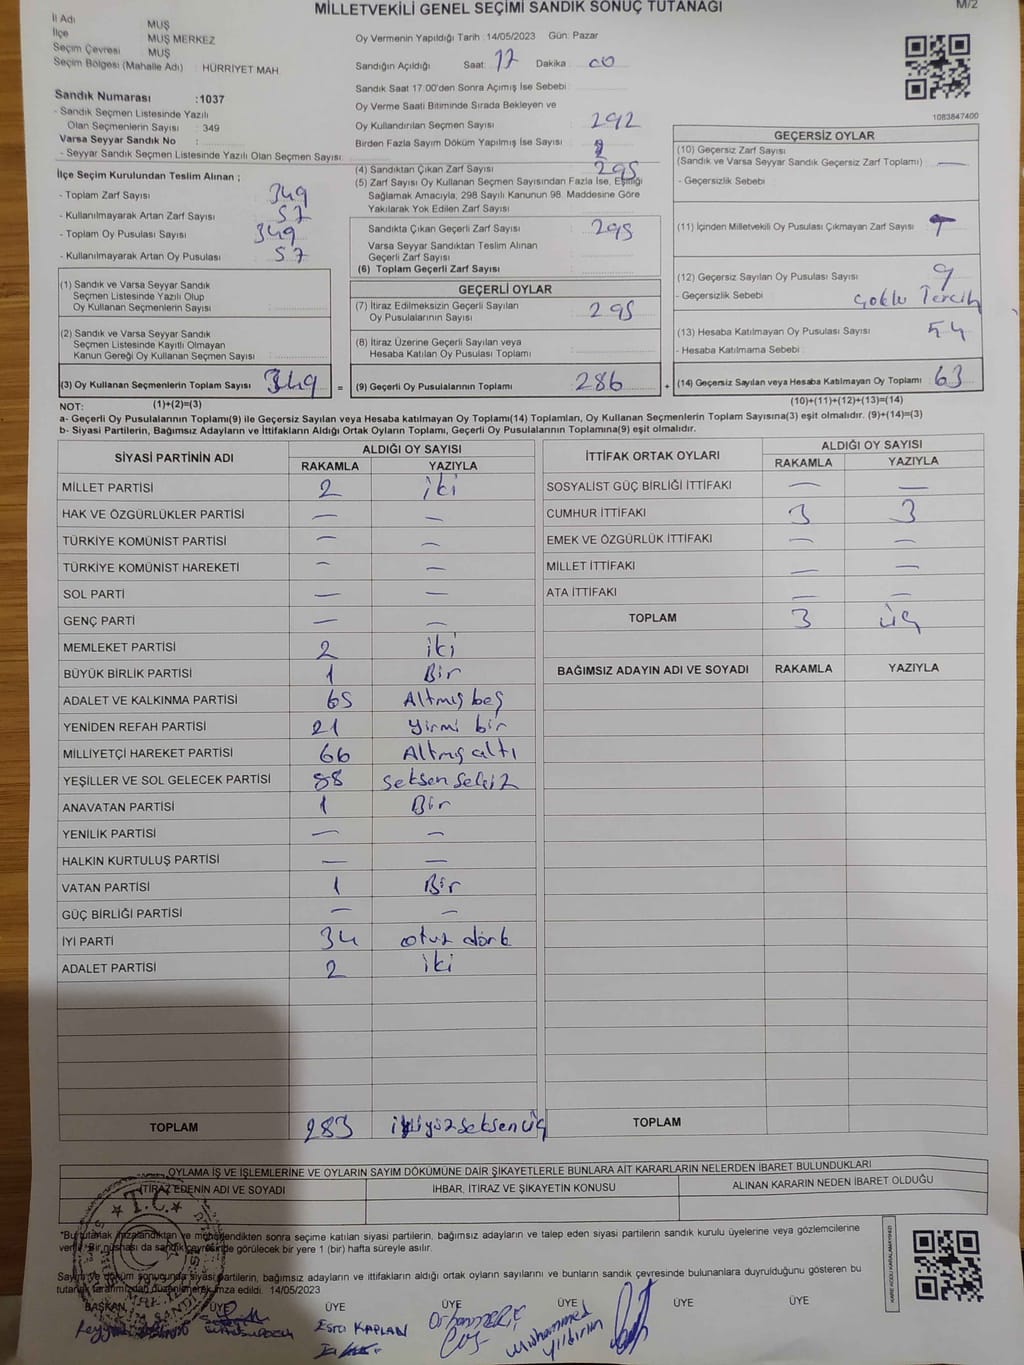 MİLLETVEKİLİ GENEL SEÇİMİ SANDIK SONUÇ TUTANAĞI
M/2
İl Adı MUŞ
İlçe MUŞ MERKEZ
Seçim Çevresi MUŞ
Seçim Bölgesi (Mahalle Adı) : HÜRRİYET MAH.
Oy Vermenin Yapıldığı Tarih : 14/05/2023 Gün: Pazar
Sandığın Açıldığı Saat: 17 Dakika : 00
Sandık Saat 17:00'den Sonra Açılmış İse Sebebi :
Sandık Numarası :1037
- Sandık Seçmen Listesinde Yazılı
Olan Seçmenlerin Sayısı : 349
Varsa Seyyar Sandık No :
- Seyyar Sandık Seçmen Listesinde Yazılı Olan Seçmen Sayısı :
Oy Verme Saati Bitiminde Sırada Bekleyen ve
Oy Kullandırılan Seçmen Sayısı : 292
Birden Fazla Sayım Döküm Yapılmış İse Sayısı :
1083847400
İlçe Seçim Kurulundan Teslim Alınan ;
- Toplam Zarf Sayısı : 349
- Kullanılmayarak Artan Zarf Sayısı : 57
- Toplam Oy Pusulası Sayısı : 349
- Kullanılmayarak Artan Oy Pusulası : 57
(4) Sandıktan Çıkan Zarf Sayısı : 295
(5) Zarf Sayısı Oy Kullanan Seçmen Sayısından Fazla İse, Eşitliği
Sağlamak Amacıyla, 298 Sayılı Kanunun 98. Maddesine Göre
Yakılarak Yok Edilen Zarf Sayısı :
Sandıkta Çıkan Geçerli Zarf Sayısı : 295
Varsa Seyyar Sandıktan Teslim Alınan
Geçerli Zarf Sayısı :
(6) Toplam Geçerli Zarf Sayısı :
GEÇERSİZ OYLAR
(10) Geçersiz Zarf Sayısı : —
(Sandık ve Varsa Seyyar Sandık Geçersiz Zarf Toplamı)
- Geçersizlik Sebebi :
(11) İçinden Milletvekili Oy Pusulası Çıkmayan Zarf Sayısı :
(12) Geçersiz Sayılan Oy Pusulası Sayısı : 9
- Geçersizlik Sebebi : Çoklu Tercih
(13) Hesaba Katılmayan Oy Pusulası Sayısı : 54
- Hesaba Katılmama Sebebi :
(1) Sandık ve Varsa Seyyar Sandık
Seçmen Listesinde Yazılı Olup
Oy Kullanan Seçmenlerin Sayısı :
(2) Sandık ve Varsa Seyyar Sandık
Seçmen Listesinde Kayıtlı Olmayan
Kanun Gereği Oy Kullanan Seçmen Sayısı :
GEÇERLİ OYLAR
(7) İtiraz Edilmeksizin Geçerli Sayılan
Oy Pusulalarının Sayısı : 295
(8) İtiraz Üzerine Geçerli Sayılan veya
Hesaba Katılan Oy Pusulası Toplamı :
(3) Oy Kullanan Seçmenlerin Toplam Sayısı : 349 = (9) Geçerli Oy Pusulalarının Toplamı : 286 + (14) Geçersiz Sayılan veya Hesaba Katılmayan Oy Toplamı : 63
NOT: (1)+(2)=(3) (10)+(11)+(12)+(13)=(14)
a- Geçerli Oy Pusulalarının Toplamı(9) ile Geçersiz Sayılan veya Hesaba katılmayan Oy Toplamı(14) Toplamları, Oy Kullanan Seçmenlerin Toplam Sayısına(3) eşit olmalıdır. (9)+(14)=(3)
b- Siyasi Partilerin, Bağımsız Adayların ve İttifakların Aldığı Ortak Oyların Toplamı, Geçerli Oy Pusulalarının Toplamına(9) eşit olmalıdır.
SİYASİ PARTİNİN ADI ALDIĞI OY SAYISI
RAKAMLA YAZIYLA
MİLLET PARTİSİ 2 iki
HAK VE ÖZGÜRLÜKLER PARTİSİ — —
TÜRKİYE KOMÜNİST PARTİSİ — —
TÜRKİYE KOMÜNİST HAREKETİ — —
SOL PARTİ — —
GENÇ PARTİ — —
MEMLEKET PARTİSİ 2 iki
BÜYÜK BİRLİK PARTİSİ 1 Bir
ADALET VE KALKINMA PARTİSİ 65 Altmış beş
YENİDEN REFAH PARTİSİ 21 yirmi bir
MİLLİYETÇİ HAREKET PARTİSİ 66 Altmış altı
YEŞİLLER VE SOL GELECEK PARTİSİ 88 seksen sekiz
ANAVATAN PARTİSİ 1 Bir
YENİLİK PARTİSİ — —
HALKIN KURTULUŞ PARTİSİ — —
VATAN PARTİSİ 1 Bir
GÜÇ BİRLİĞİ PARTİSİ — —
İYİ PARTİ 34 otuz dört
ADALET PARTİSİ 2 iki
TOPLAM 283 ikiyüz seksen üç
İTTİFAK ORTAK OYLARI ALDIĞI OY SAYISI
RAKAMLA YAZIYLA
SOSYALİST GÜÇ BİRLİĞİ İTTİFAKI — —
CUMHUR İTTİFAKI 3 3
EMEK VE ÖZGÜRLÜK İTTİFAKI — —
MİLLET İTTİFAKI — —
ATA İTTİFAKI — —
TOPLAM 3 üç
BAĞIMSIZ ADAYIN ADI VE SOYADI RAKAMLA YAZIYLA
TOPLAM
OYLAMA İŞ VE İŞLEMLERİNE VE OYLARIN SAYIM DÖKÜMÜNE DAİR ŞİKAYETLERLE BUNLARA AİT KARARLARIN NELERDEN İBARET BULUNDUKLARI
İTİRAZ EDENİN ADI VE SOYADI İHBAR, İTİRAZ VE ŞİKAYETİN KONUSU ALINAN KARARIN NEDEN İBARET OLDUĞU
*Bu tutanak imzalandıktan ve mühürlendikten sonra seçime katılan siyasi partilerin, bağımsız adayların ve talep eden siyasi partilerin sandık kurulu üyelerine veya gözlemcilerine
verilir. Bir nüshası da sandık çevresinde görülecek bir yere 1 (bir) hafta süreyle asılır.
Sayım ve döküm sonucunda siyasi partilerin, bağımsız adayların ve ittifakların aldığı ortak oyların sayılarını ve bunların sandık çevresinde bulunanlara duyrulduğunu gösteren bu
tutanak tarafımızdan düzenlenerek imza edildi. 14/05/2023
BAŞKAN ÜYE ÜYE ÜYE ÜYE ÜYE ÜYE
Esra KAPLAN
Muhammed
Yıldırım
T.C.
KARE KODU KARALAMAYINIZ!